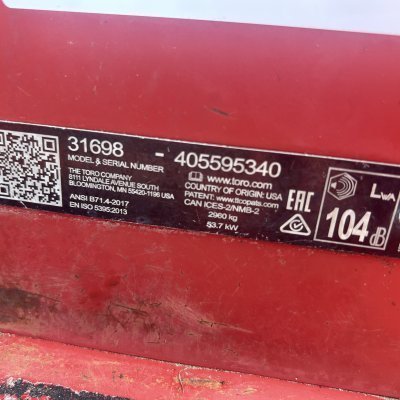 31698 - 405595340
MODEL & SERIAL NUMBER
THE TORO COMPANY
8111 LYNDALE AVENUE SOUTH
BLOOMINGTON, MN 55420-1196 USA
ANSI B71.4-2017
EN ISO 5395:2013
www.toro.com
COUNTRY OF ORIGIN: USA
PATENT: www.ttcopats.com
CAN ICES-2/NMB-2
2960 kg
53.7 kW
EAC
LWA
104 dB